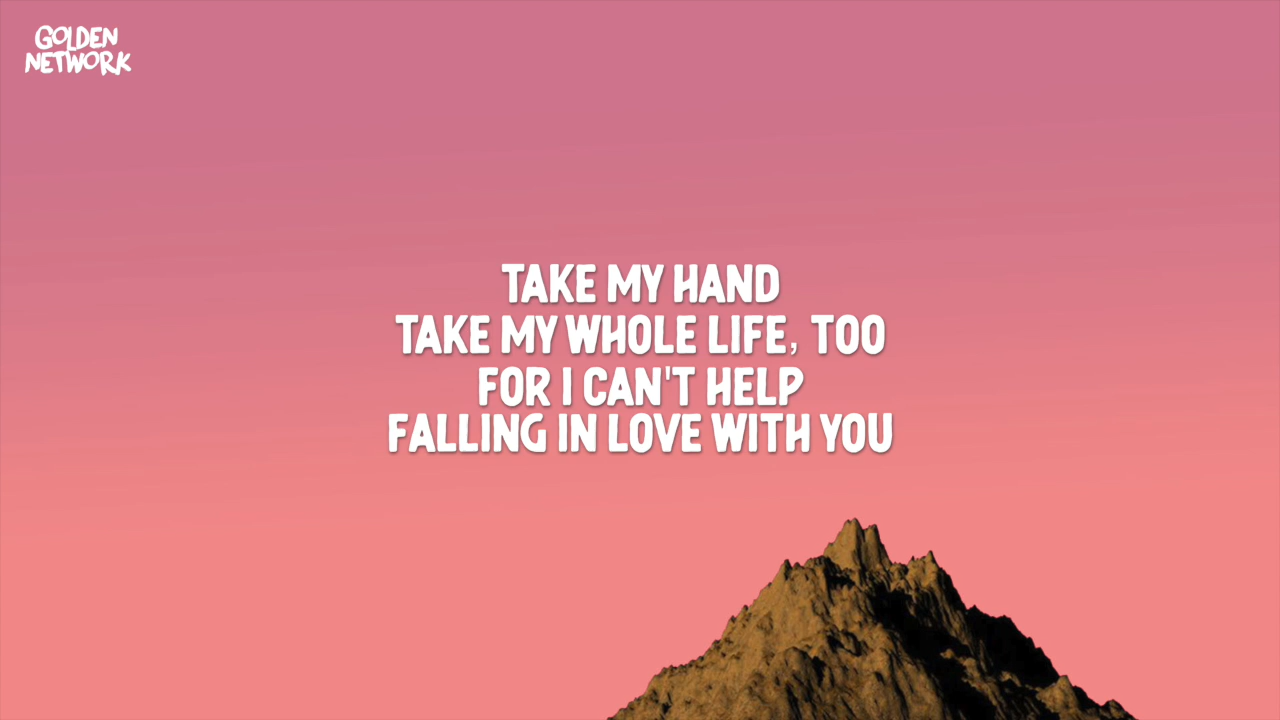 GOLDEN
NETWORK
TAKE MY HAND
TAKE MY WHOLE LIFE, TOO
FOR I CAN'T HELP
FALLING IN LOVE WITH YOU